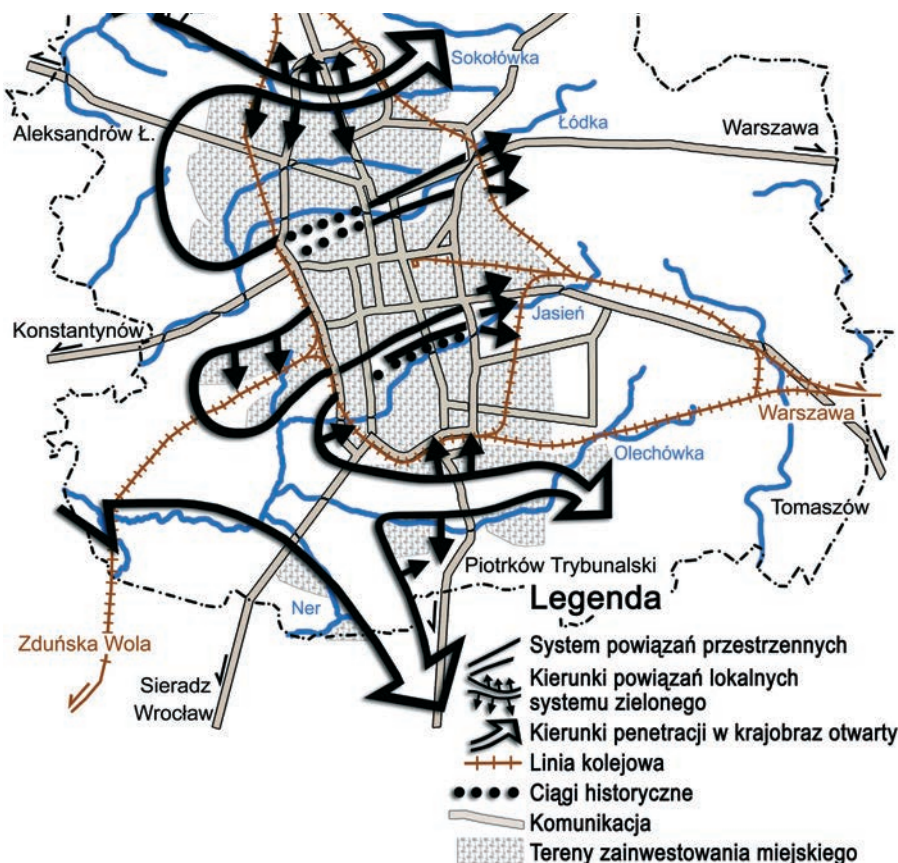 Sokołówka
Łódka
Aleksandrów Ł.
Warszawa
Konstantynów
Jasień
Warszawa
Olechówka
Tomaszów
Piotrków Trybunalski
Ner
Zduńska Wola
Sieradz
Wrocław
Legenda
System powiązań przestrzennych
Kierunki powiązań lokalnych
systemu zielonego
Kierunki penetracji w krajobraz otwarty
Linia kolejowa
Ciągi historyczne
Komunikacja
Tereny zainwestowania miejskiego